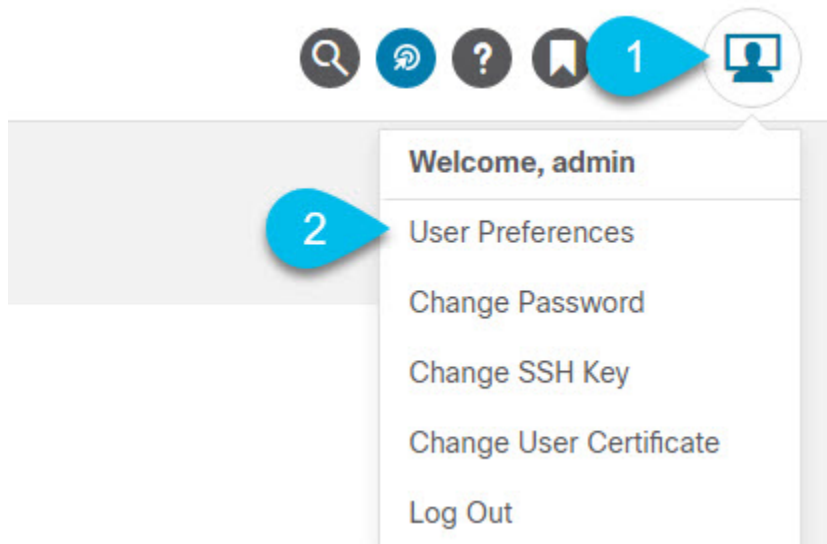 ?
1
Welcome, admin
2
User Preferences
Change Password
Change SSH Key
Change User Certificate
Log Out